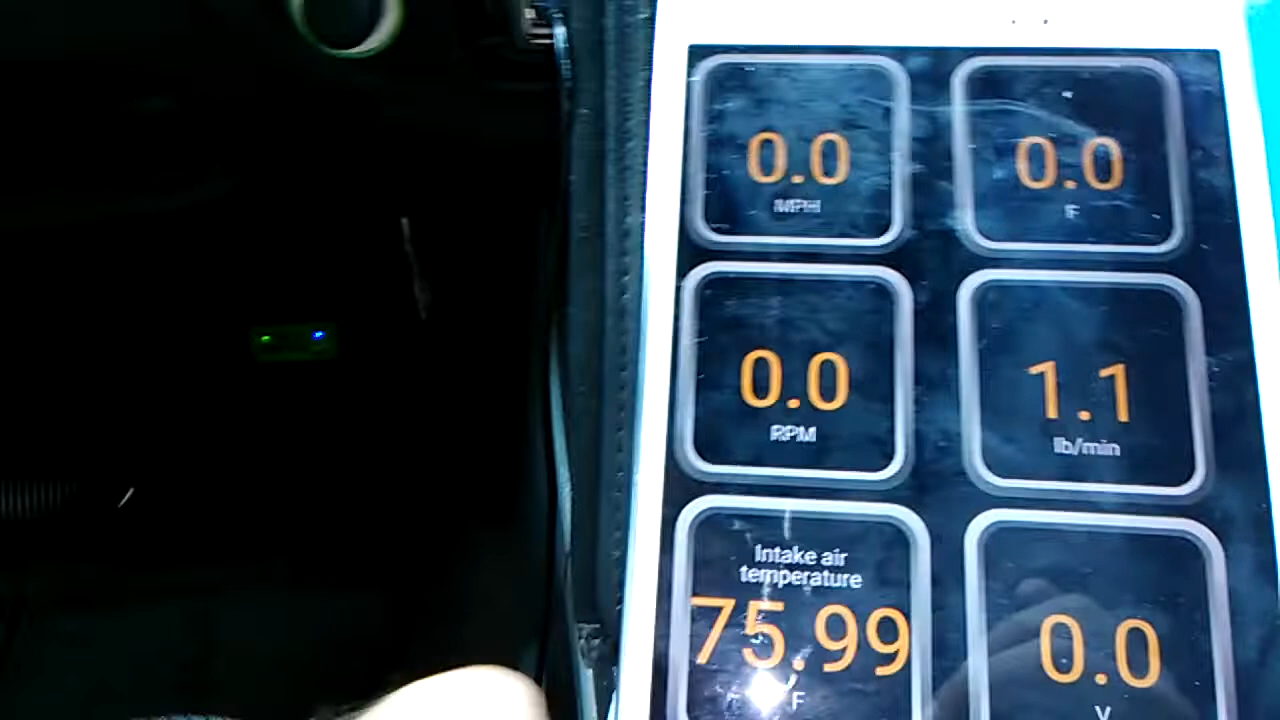 0.0
MPH
0.0
F
0.0
RPM
1.1
lb/min
Intake air
temperature
75.99
F
0.0
V